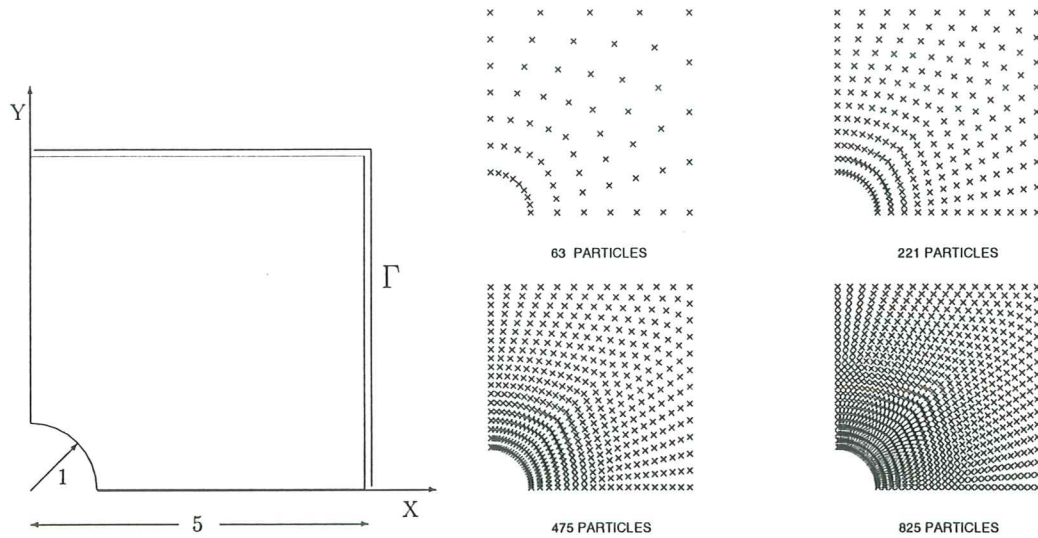 Y
Γ
1
X
5
63 PARTICLES
221 PARTICLES
475 PARTICLES
825 PARTICLES